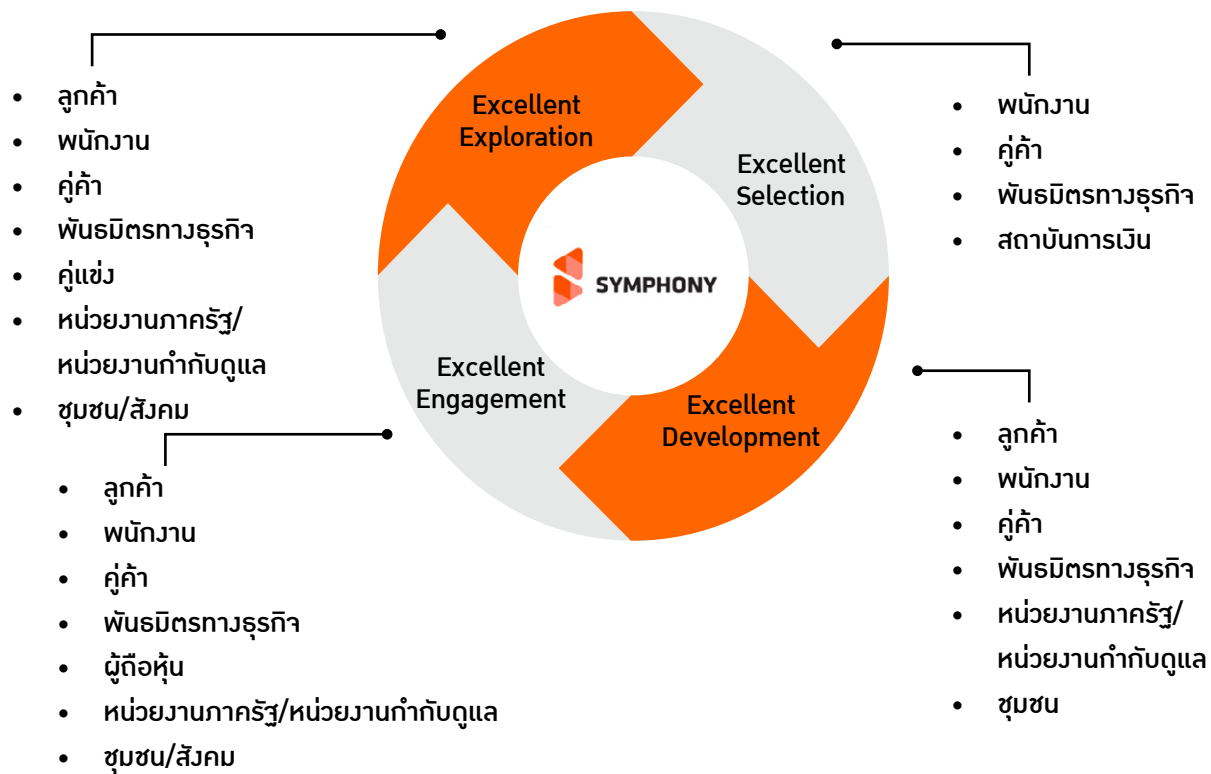 • ลูกค้า
• พนักงาน
• คู่ค้า
• พันธมิตรทางธุรกิจ
• คู่แข่ง
• หน่วยงานภาครัฐ/
หน่วยงานกำกับดูแล
• ชุมชน/สังคม
Excellent
Exploration
Excellent
Selection
• พนักงาน
• คู่ค้า
• พันธมิตรทางธุรกิจ
• สถาบันการเงิน
SYMPHONY
Excellent
Engagement
Excellent
Development
• ลูกค้า
• พนักงาน
• คู่ค้า
• พันธมิตรทางธุรกิจ
• ผู้ถือหุ้น
• หน่วยงานภาครัฐ/หน่วยงานกำกับดูแล
• ชุมชน/สังคม
• ลูกค้า
• พนักงาน
• คู่ค้า
• พันธมิตรทางธุรกิจ
• หน่วยงานภาครัฐ/
หน่วยงานกำกับดูแล
• ชุมชน